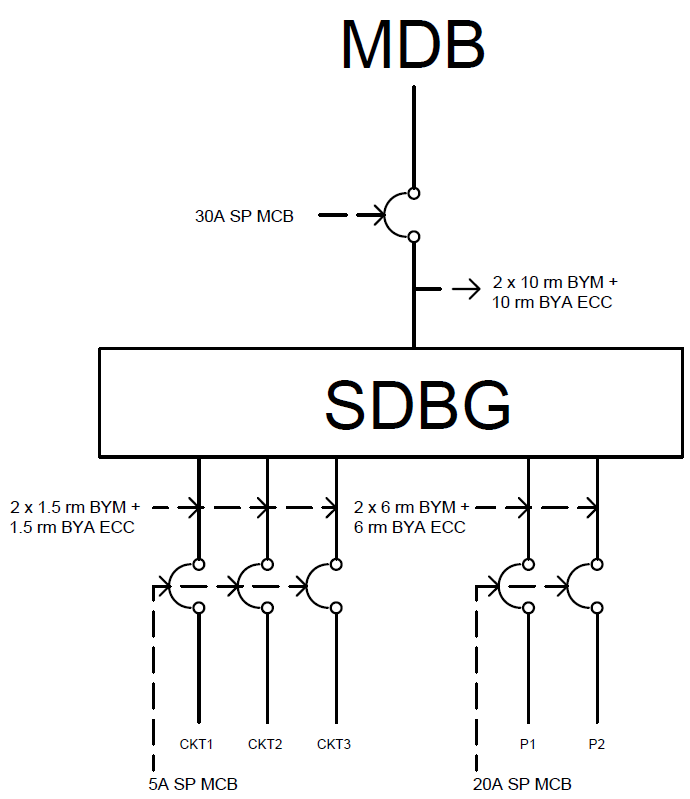 MDB
30A SP MCB
2 x 10 rm BYM +
10 rm BYA ECC
SDBG
2 x 1.5 rm BYM +
1.5 rm BYA ECC
2 x 6 rm BYM +
6 rm BYA ECC
CKT1
CKT2
CKT3
P1
P2
5A SP MCB
20A SP MCB